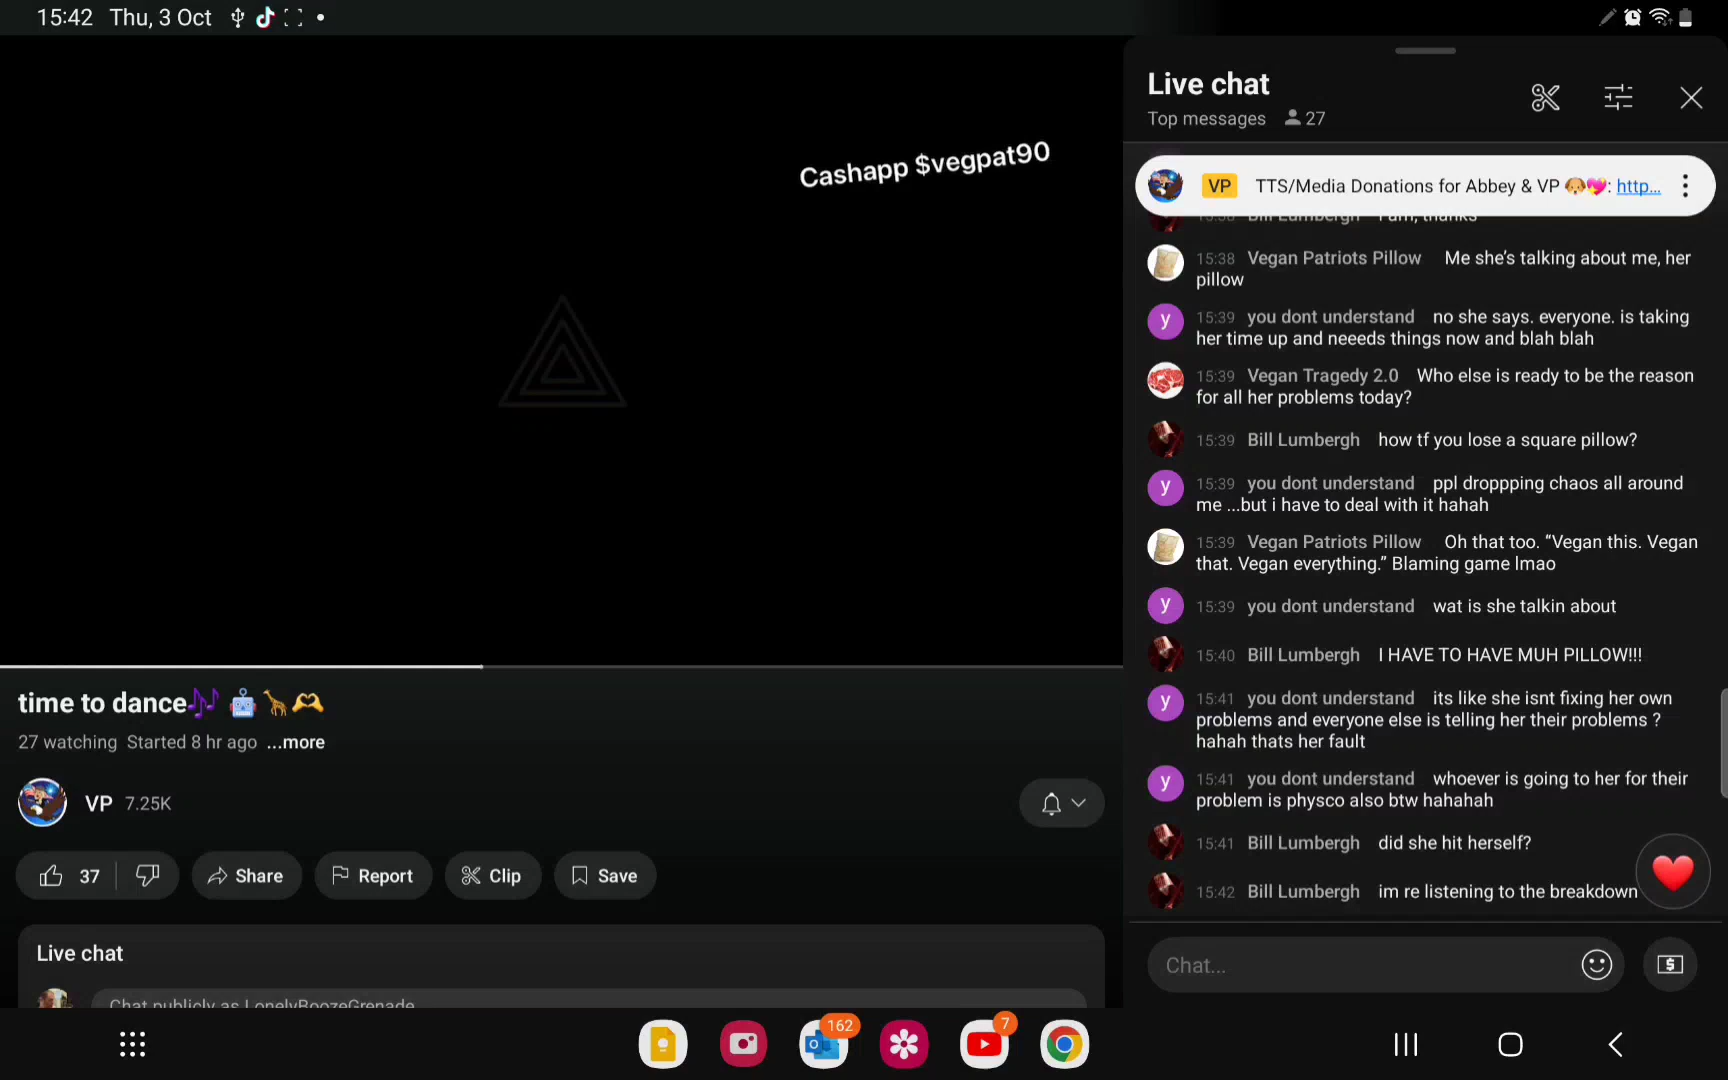 15:42 Thu, 3 Oct
Cashapp $vegpat90
time to dance
27 watching Started 8 hr ago ...more
VP 7.25K
37 Share Report Clip Save
Live chat
Chat publicly as LonelyBoozeGrenade
Live chat
Top messages 27
VP TTS/Media Donations for Abbey & VP 🐶💖: http...
15:38 Bill Lumbergh I am, thanks
15:38 Vegan Patriots Pillow Me she's talking about me, her
pillow
15:39 you dont understand no she says. everyone. is taking
her time up and neeeds things now and blah blah
15:39 Vegan Tragedy 2.0 Who else is ready to be the reason
for all her problems today?
15:39 Bill Lumbergh how tf you lose a square pillow?
y
15:39 you dont understand ppl droppping chaos all around
me ...but i have to deal with it hahah
15:39 Vegan Patriots Pillow Oh that too. “Vegan this. Vegan
that. Vegan everything.” Blaming game lmao
y
15:39 you dont understand wat is she talkin about
15:40 Bill Lumbergh I HAVE TO HAVE MUH PILLOW!!!
y
15:41 you dont understand its like she isnt fixing her own
problems and everyone else is telling her their problems ?
hahah thats her fault
y
15:41 you dont understand whoever is going to her for their
problem is physco also btw hahahah
15:41 Bill Lumbergh did she hit herself?
15:42 Bill Lumbergh im re listening to the breakdown
Chat...
162
7